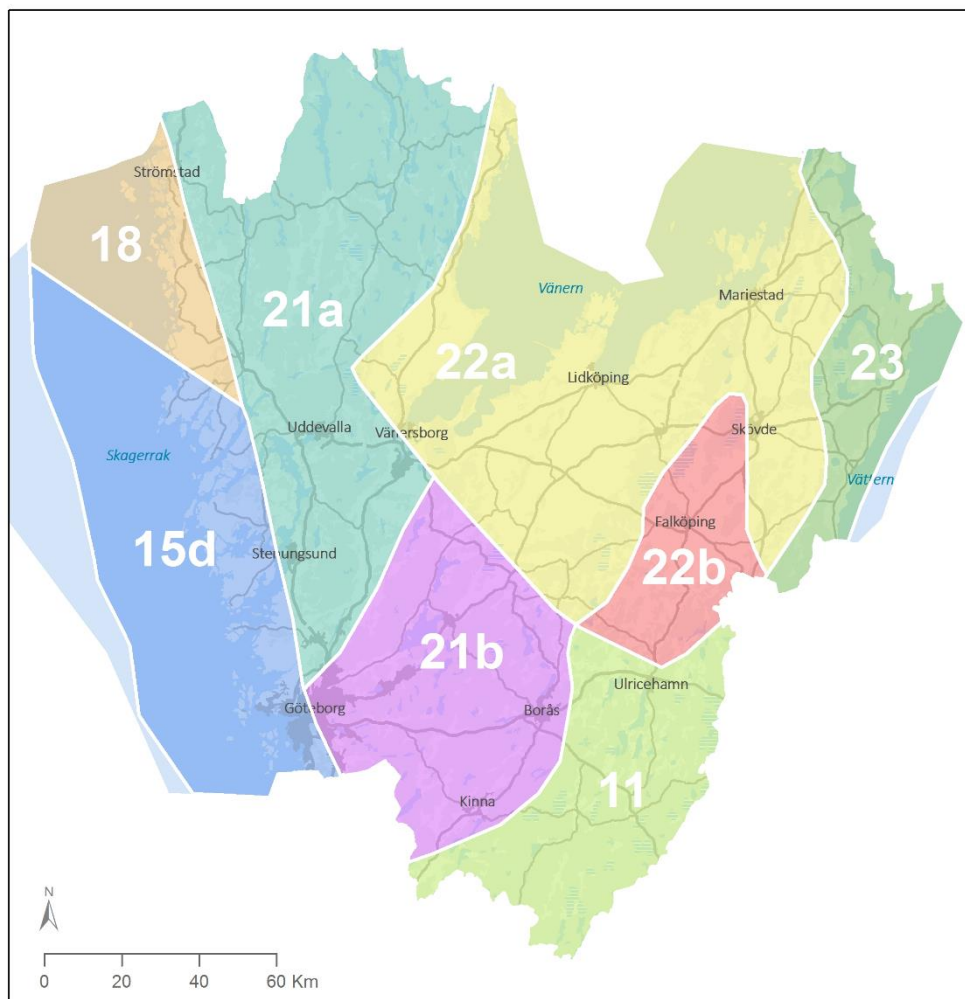 Strömstad
18
21a
Vänern
Mariestad
22a
23
Lidköping
Uddevalla
Vänersborg
Skövde
Skagerrak
Vättern
Falköping
15d
Stenungsund
22b
21b
Ulricehamn
Göteborg
Borås
11
Kinna
N
0 20 40 60 Km